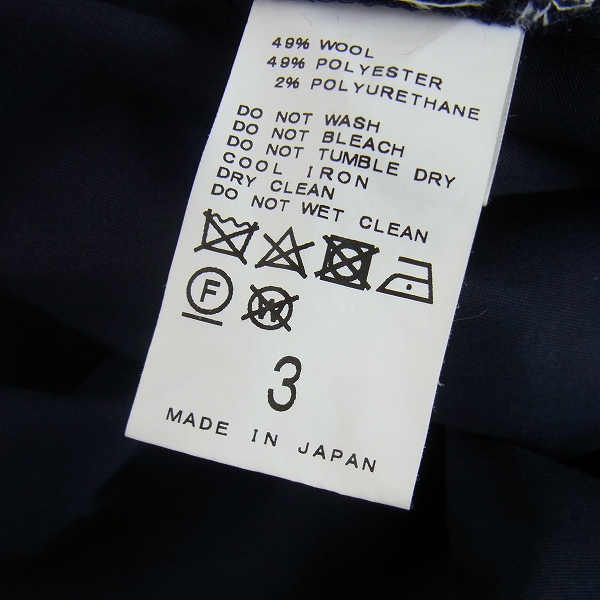 49% WOOL
49% POLYESTER
2% POLYURETHANE
DO NOT WASH
DO NOT BLEACH
DO NOT TUMBLE DRY
COOL IRON
DRY CLEAN
DO NOT WET CLEAN
F W
3
MADE IN JAPAN